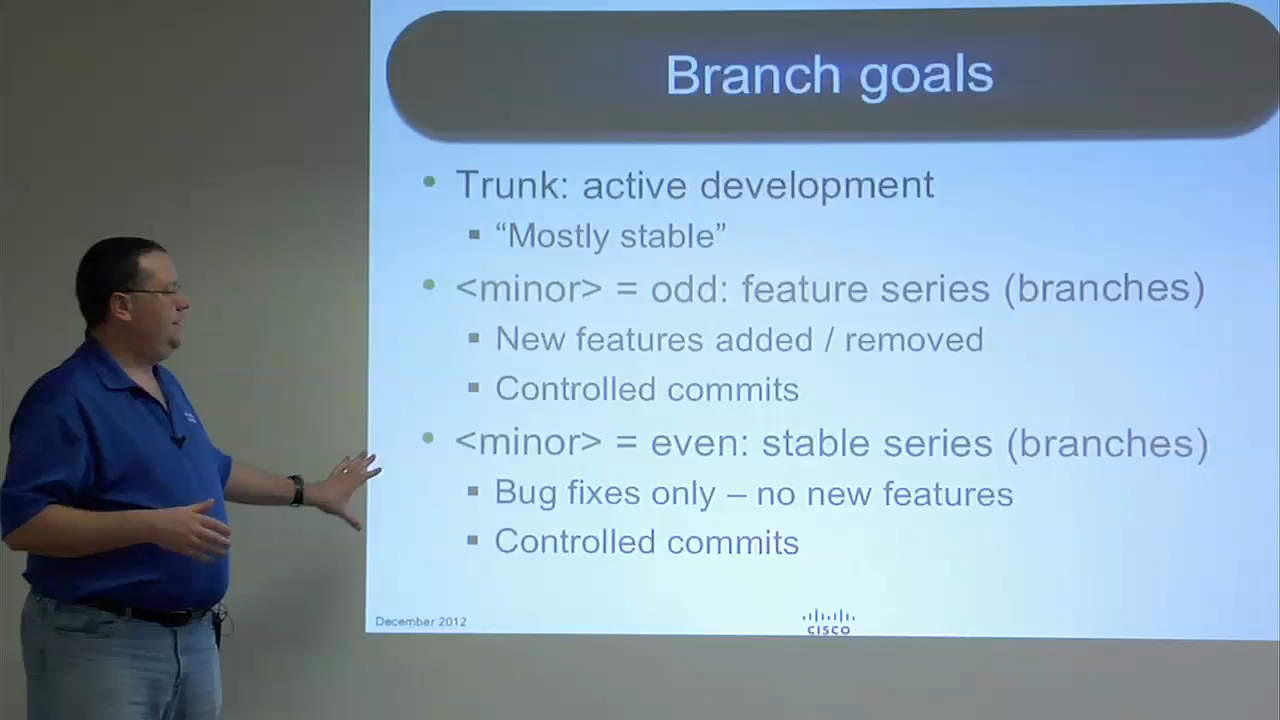 Branch goals
• Trunk: active development
▪ “Mostly stable”
• <minor> = odd: feature series (branches)
▪ New features added / removed
▪ Controlled commits
• <minor> = even: stable series (branches)
▪ Bug fixes only – no new features
▪ Controlled commits
December 2012
CISCO